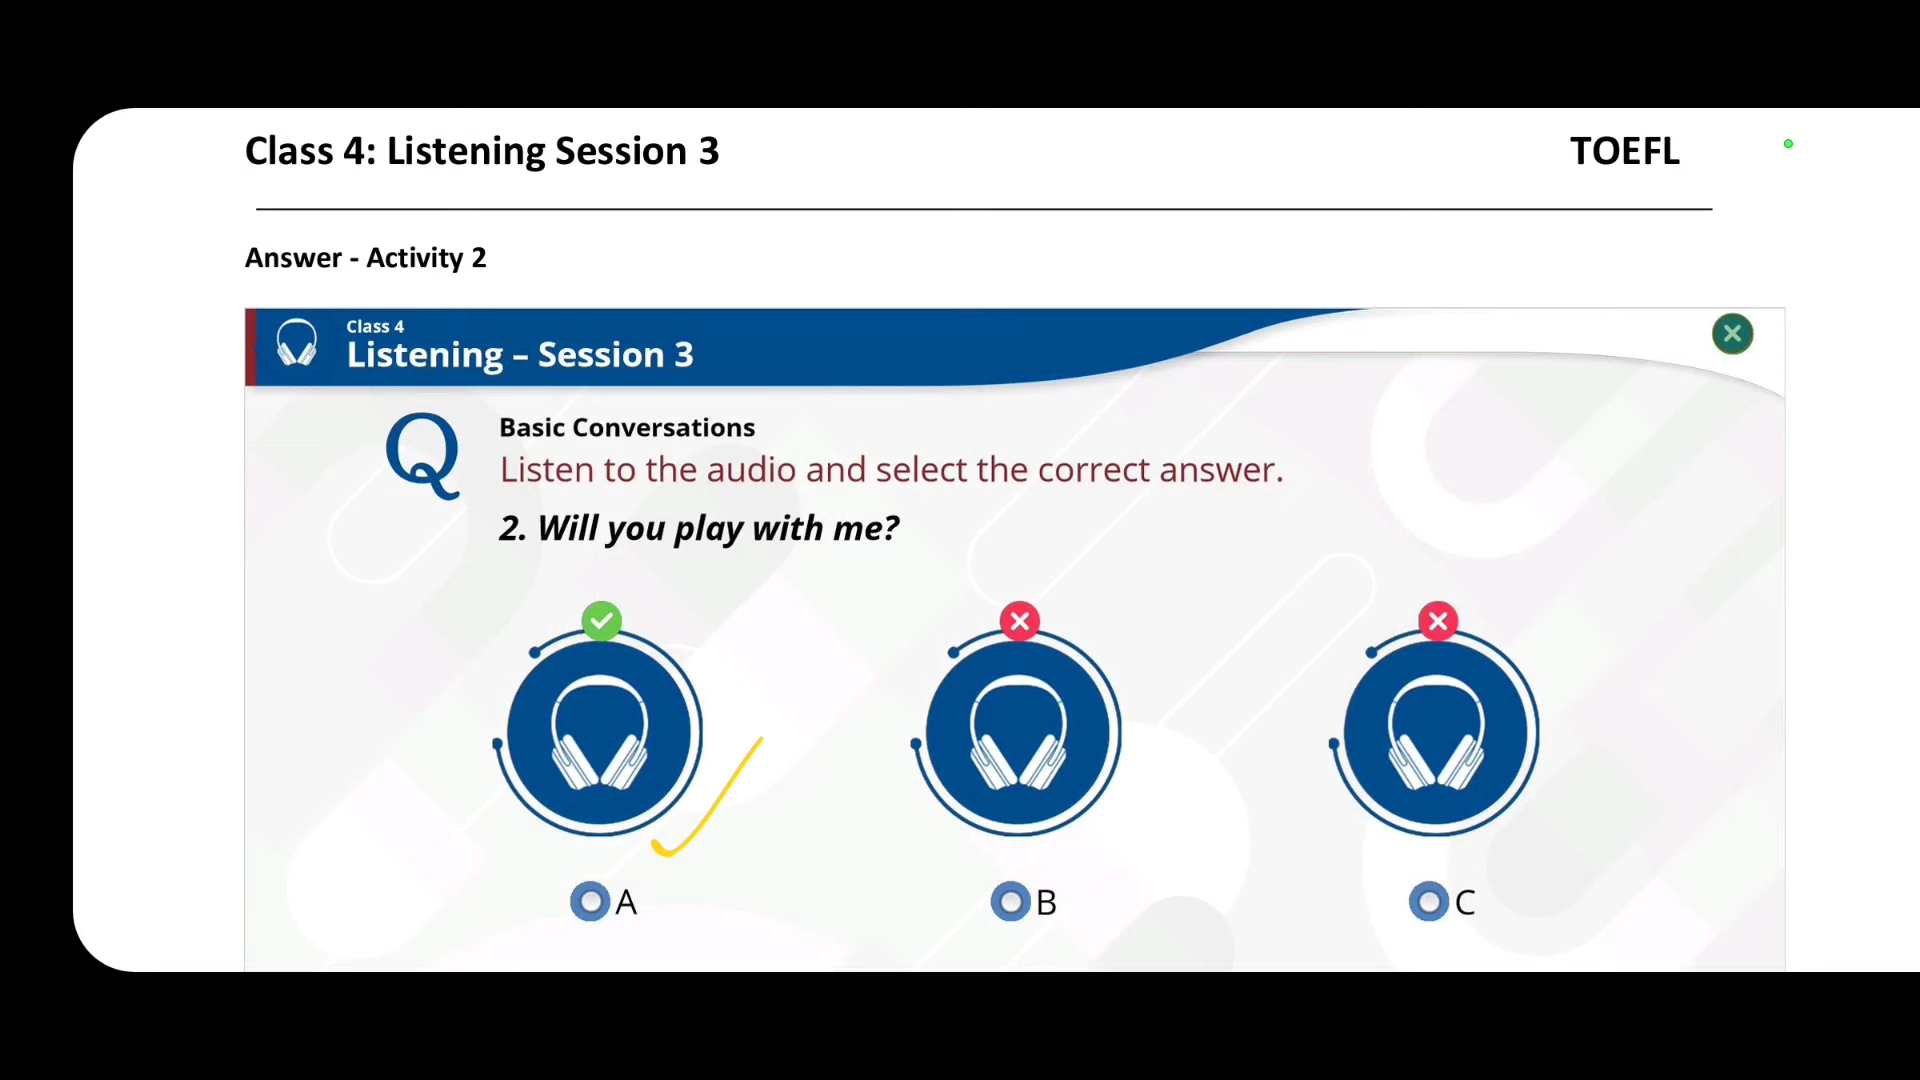 Class 4: Listening Session 3 TOEFL
Answer - Activity 2
Class 4
Listening – Session 3
Q
Basic Conversations
Listen to the audio and select the correct answer.
2. Will you play with me?
A B C